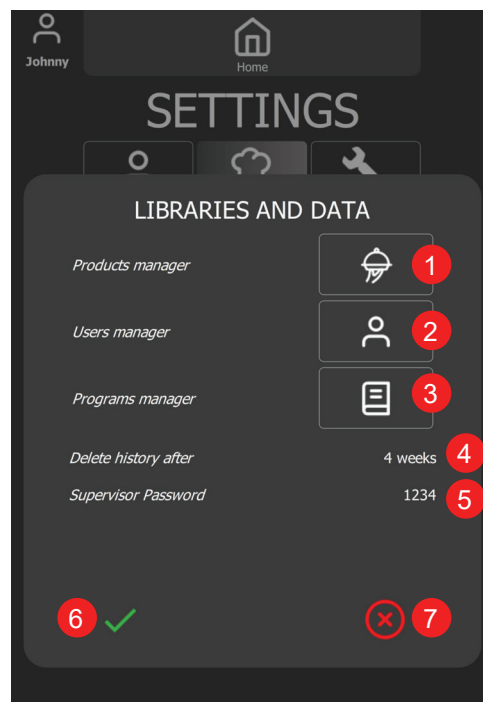 Johnny
Home
SETTINGS
LIBRARIES AND DATA
Products manager
1
Users manager
2
Programs manager
3
Delete history after 4 weeks 4
Supervisor Password 1234 5
6
7